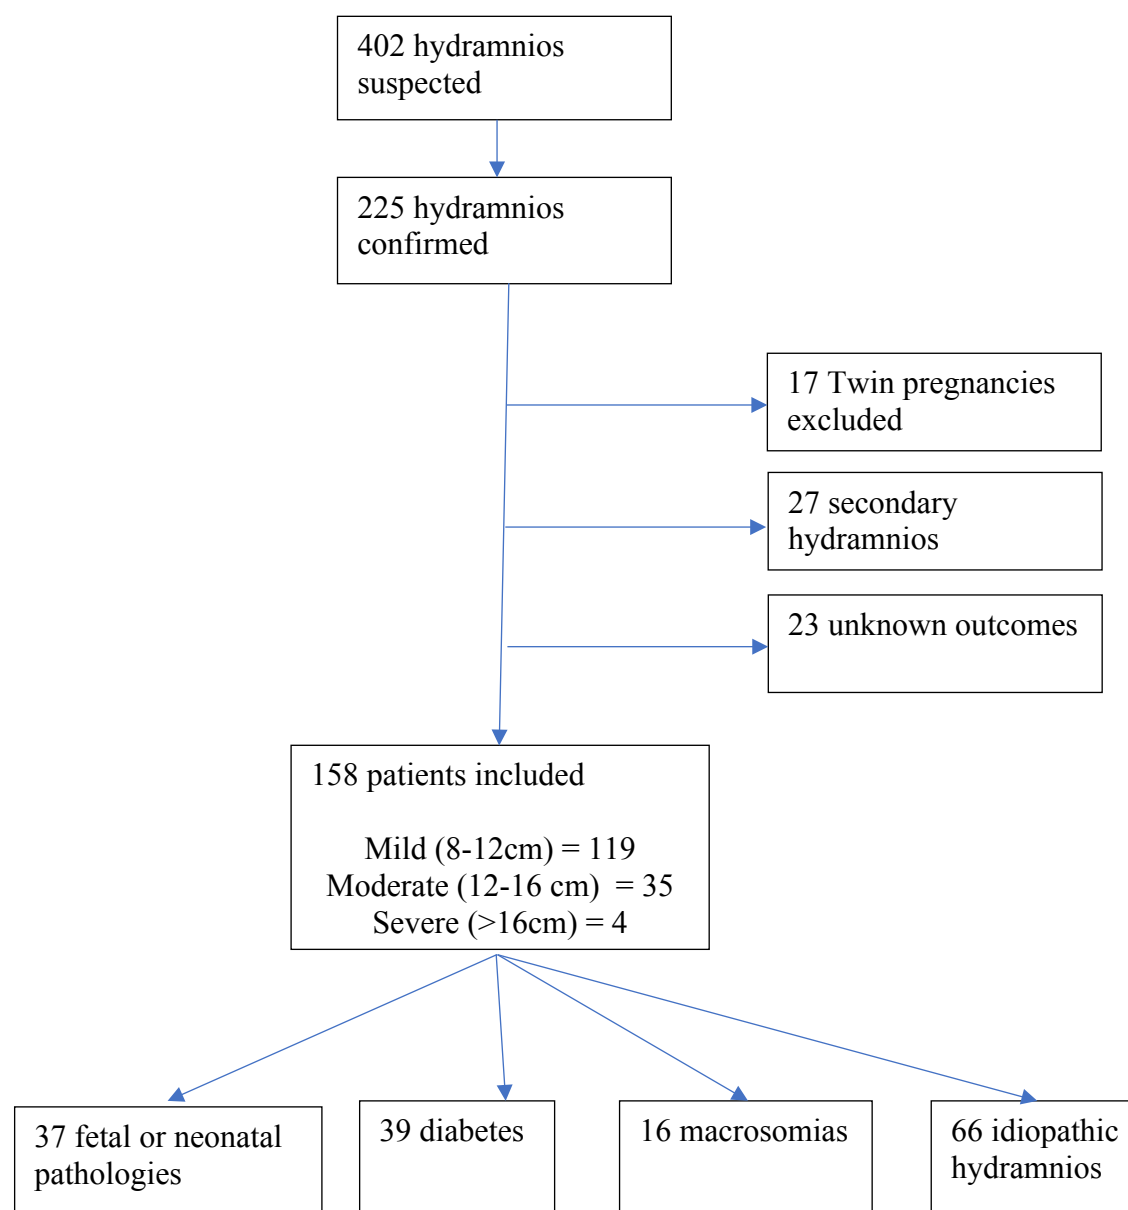 402 hydramnios
suspected
225 hydramnios
confirmed
17 Twin pregnancies
excluded
27 secondary
hydramnios
23 unknown outcomes
158 patients included
Mild (8-12cm) = 119
Moderate (12-16 cm)  = 35
Severe (>16cm) = 4
37 fetal or neonatal
pathologies
39 diabetes
16 macrosomias
66 idiopathic
hydramnios